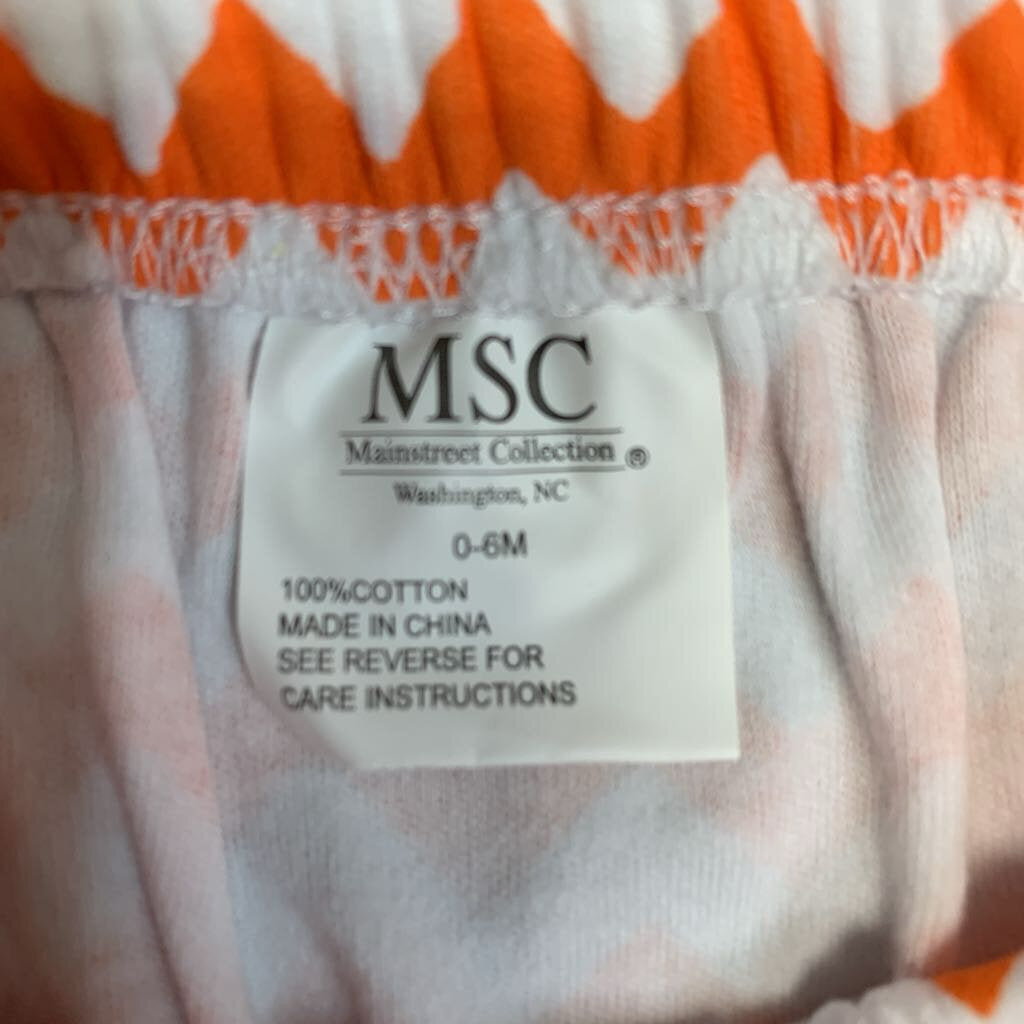 MSC
Mainstreet Collection ®
Washington, NC
0-6M
100%COTTON
MADE IN CHINA
SEE REVERSE FOR
CARE INSTRUCTIONS